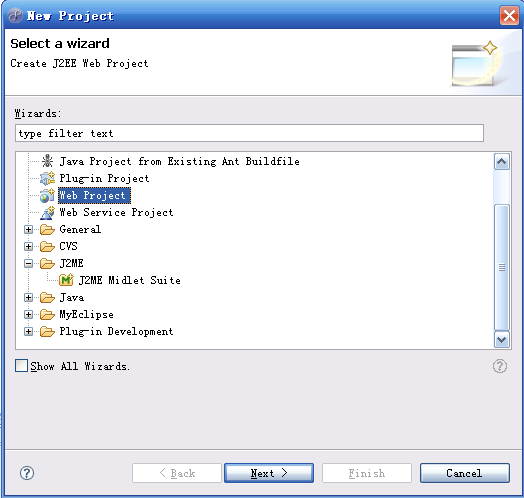 New Project
Select a wizard
Create J2EE Web Project
Wizards:
type filter text
Java Project from Existing Ant Buildfile
Plug-in Project
Web Project
Web Service Project
General
CVS
J2ME
J2ME Midlet Suite
Java
MyEclipse
Plug-in Development
Show All Wizards.
< Back
Next >
Finish
Cancel